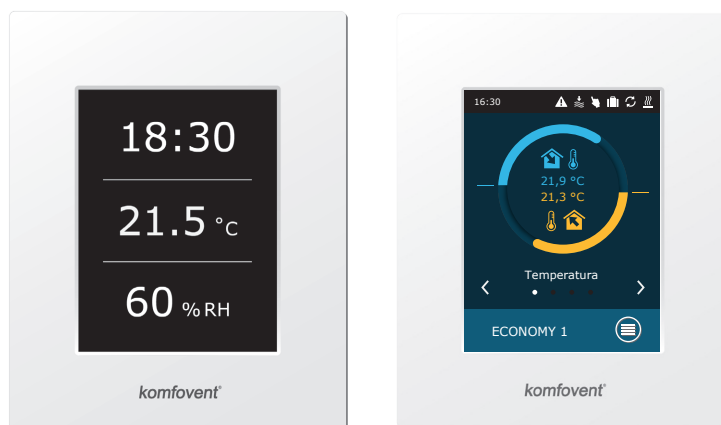 18:30
21.5 °C
60 % RH
komfovent®
16:30
21,9 °C
21,3 °C
Temperatura
ECONOMY 1
komfovent®